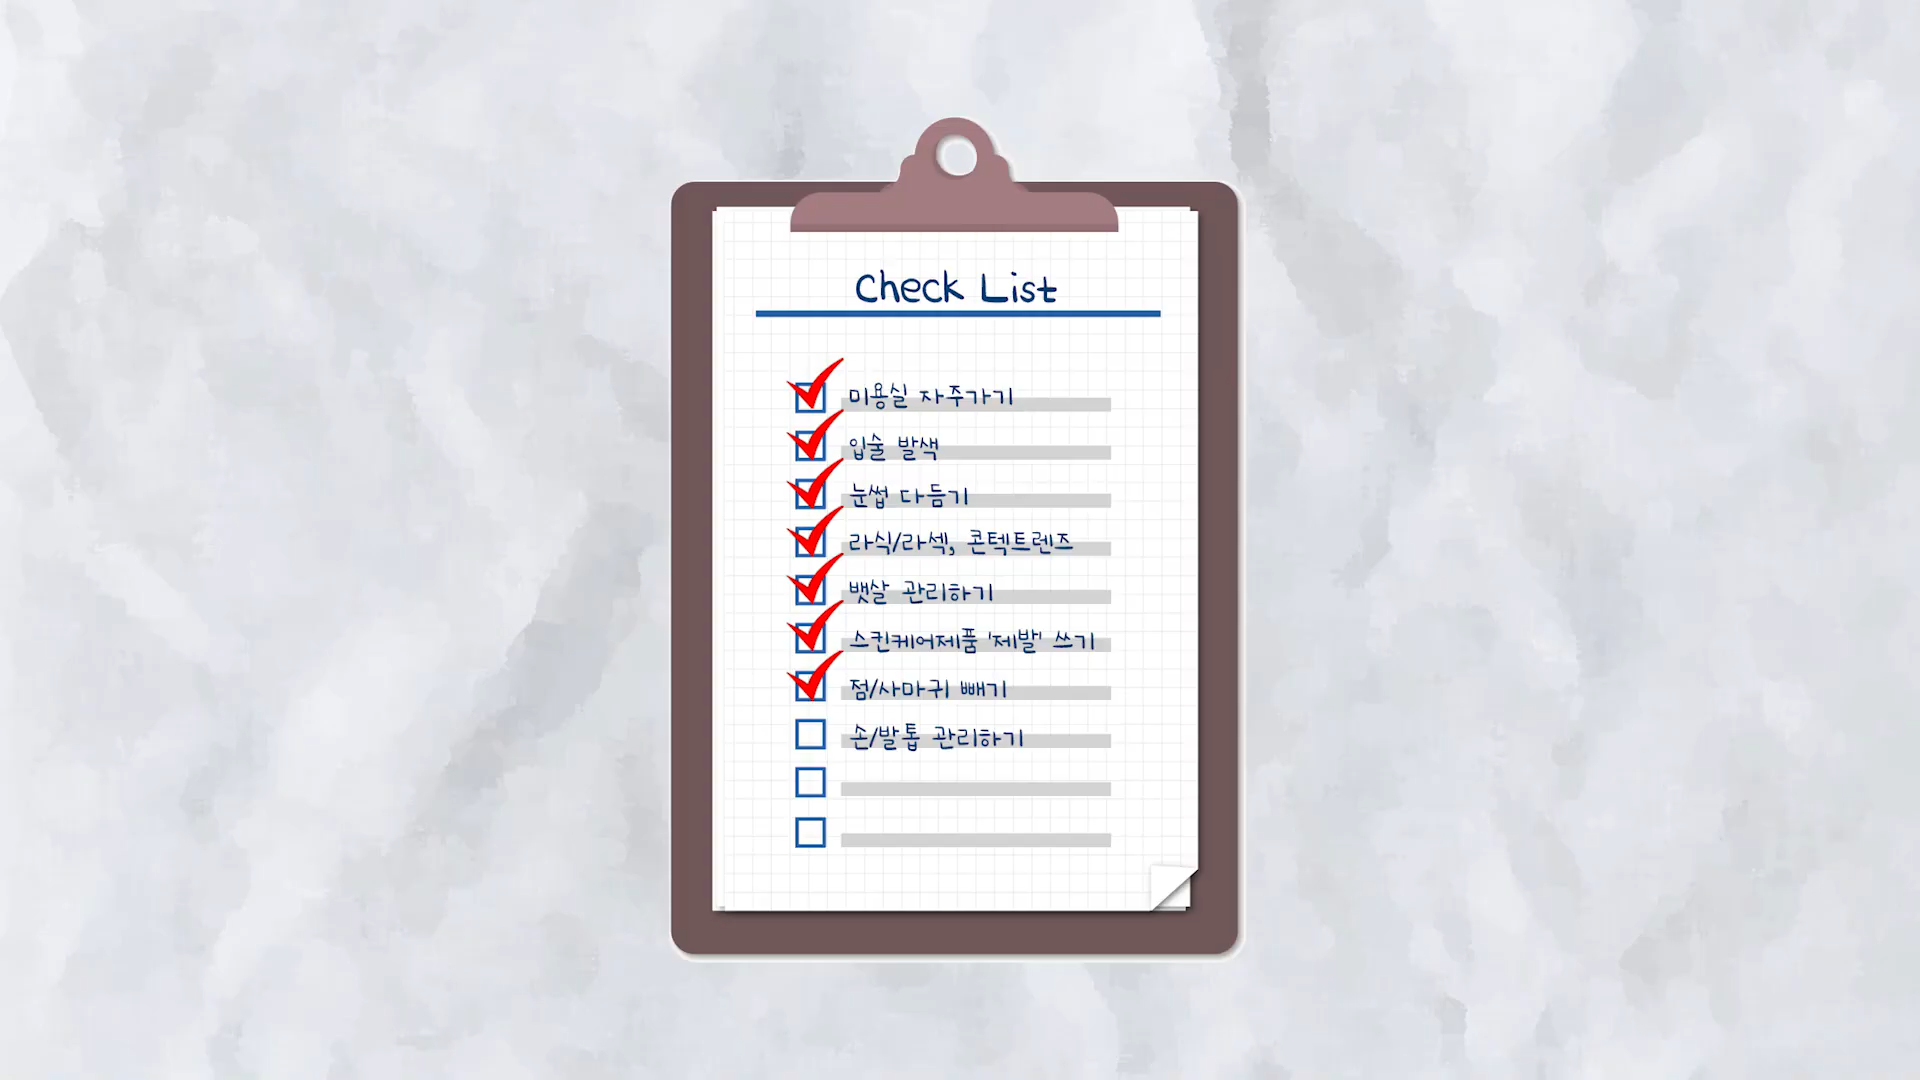 Check List
미용실 자주가기
입술 발색
눈썹 다듬기
라식/라섹, 콘텍트렌즈
뱃살 관리하기
스킨케어제품 '제발' 쓰기
점/사마귀 빼기
손/발톱 관리하기